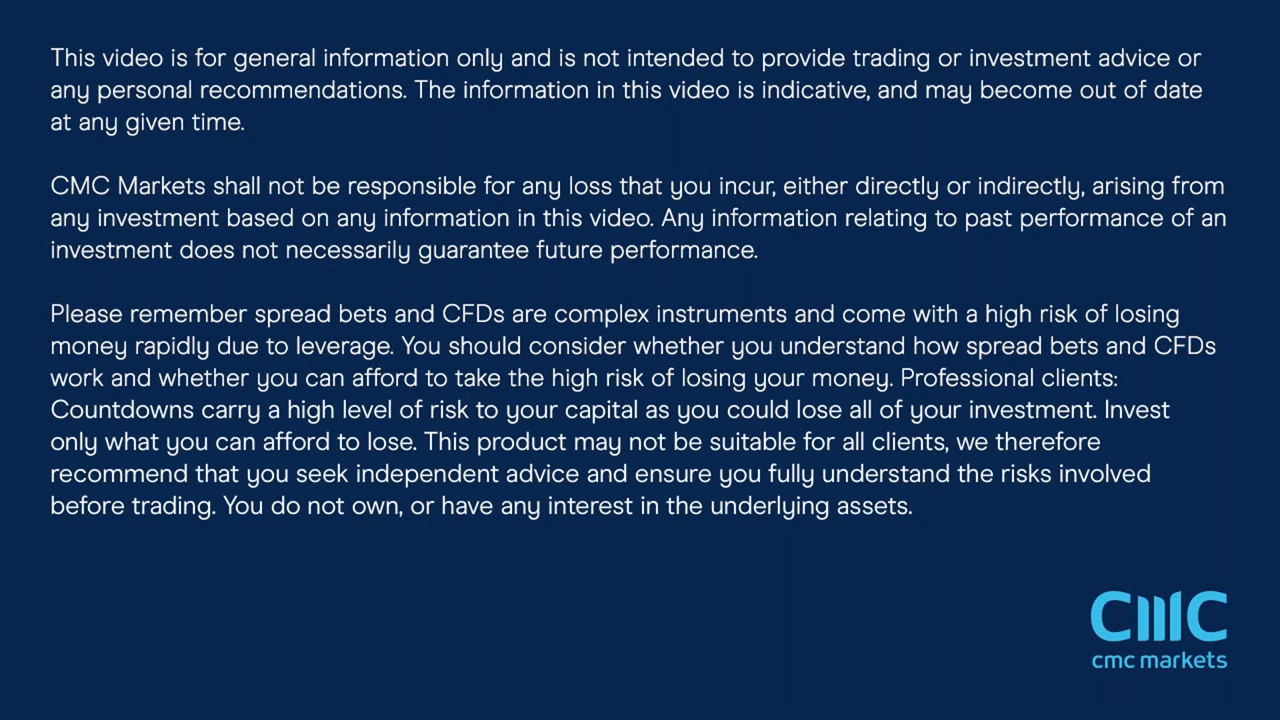 This video is for general information only and is not intended to provide trading or investment advice or
any personal recommendations. The information in this video is indicative, and may become out of date
at any given time.
CMC Markets shall not be responsible for any loss that you incur, either directly or indirectly, arising from
any investment based on any information in this video. Any information relating to past performance of an
investment does not necessarily guarantee future performance.
Please remember spread bets and CFDs are complex instruments and come with a high risk of losing
money rapidly due to leverage. You should consider whether you understand how spread bets and CFDs
work and whether you can afford to take the high risk of losing your money. Professional clients:
Countdowns carry a high level of risk to your capital as you could lose all of your investment. Invest
only what you can afford to lose. This product may not be suitable for all clients, we therefore
recommend that you seek independent advice and ensure you fully understand the risks involved
before trading. You do not own, or have any interest in the underlying assets.
CMC
cmc markets